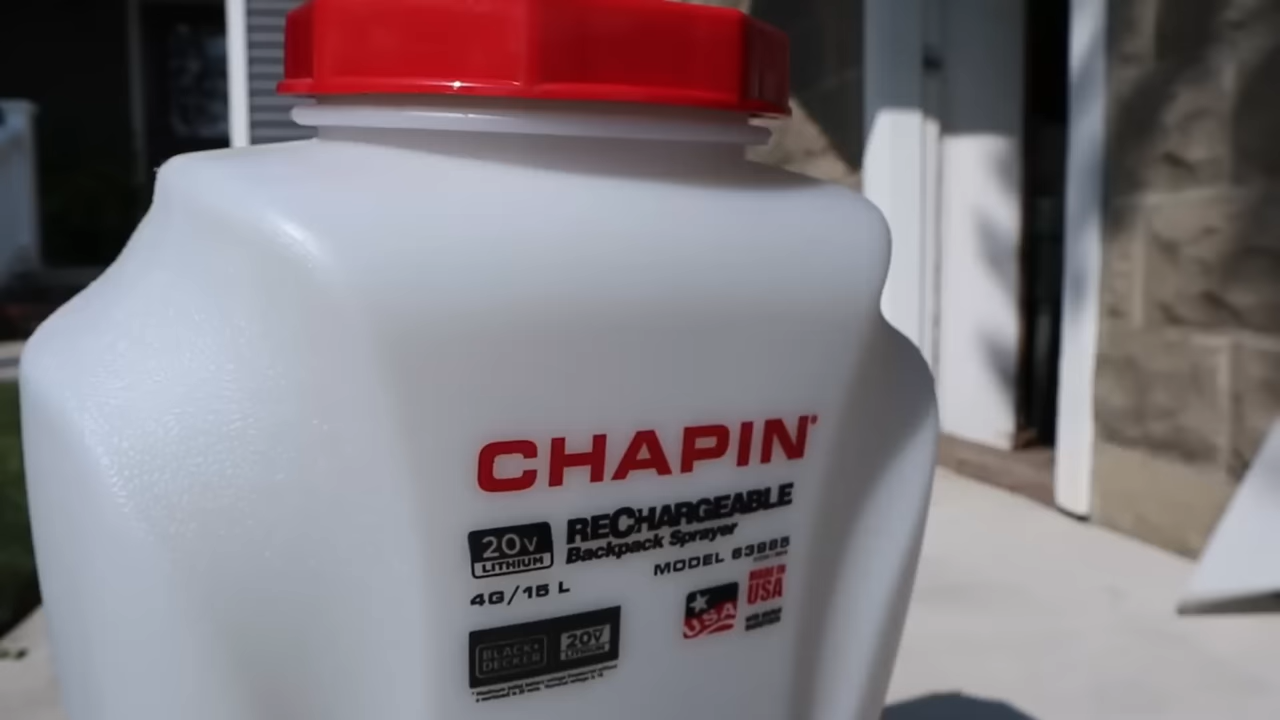 CHAPIN®
20V
LITHIUM
RECHARGEABLE
Backpack Sprayer
MODEL 63985
4G/15 L
USA
MADE IN
USA
BLACK+
DECKER
20V
LITHIUM